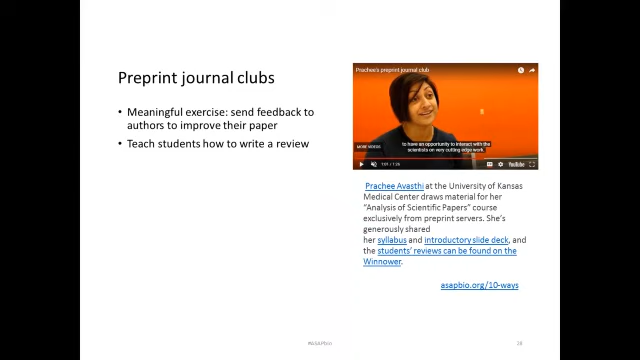 Preprint journal clubs
• Meaningful exercise: send feedback to
authors to improve their paper
• Teach students how to write a review
Prachee's preprint journal club
to have an opportunity to interact with the
scientists on very cutting edge work.
MORE VIDEOS
1:01 / 1:26
YouTube
Prachee Avasthi at the University of Kansas
Medical Center draws material for her
"Analysis of Scientific Papers" course
exclusively from preprint servers. She's
generously shared
her syllabus and introductory slide deck, and
the students' reviews can be found on the
Winnower.
asapbio.org/10-ways
#ASAPbio
28